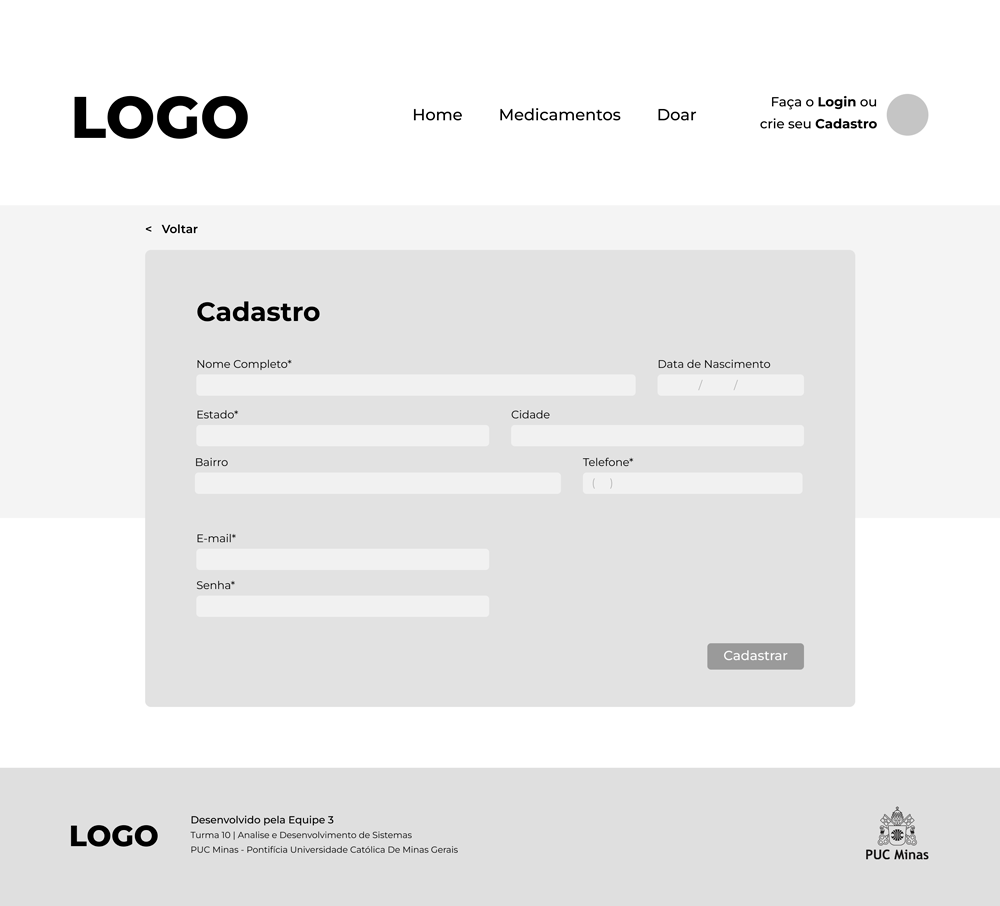 LOGO
Home
Medicamentos
Doar
Faça o Login ou
crie seu Cadastro
< Voltar
Cadastro
Nome Completo*
Data de Nascimento
/ /
Estado*
Cidade
Bairro
Telefone*
( )
E-mail*
Senha*
Cadastrar
LOGO
Desenvolvido pela Equipe 3
Turma 10 | Analise e Desenvolvimento de Sistemas
PUC Minas - Pontifícia Universidade Católica De Minas Gerais
PUC Minas